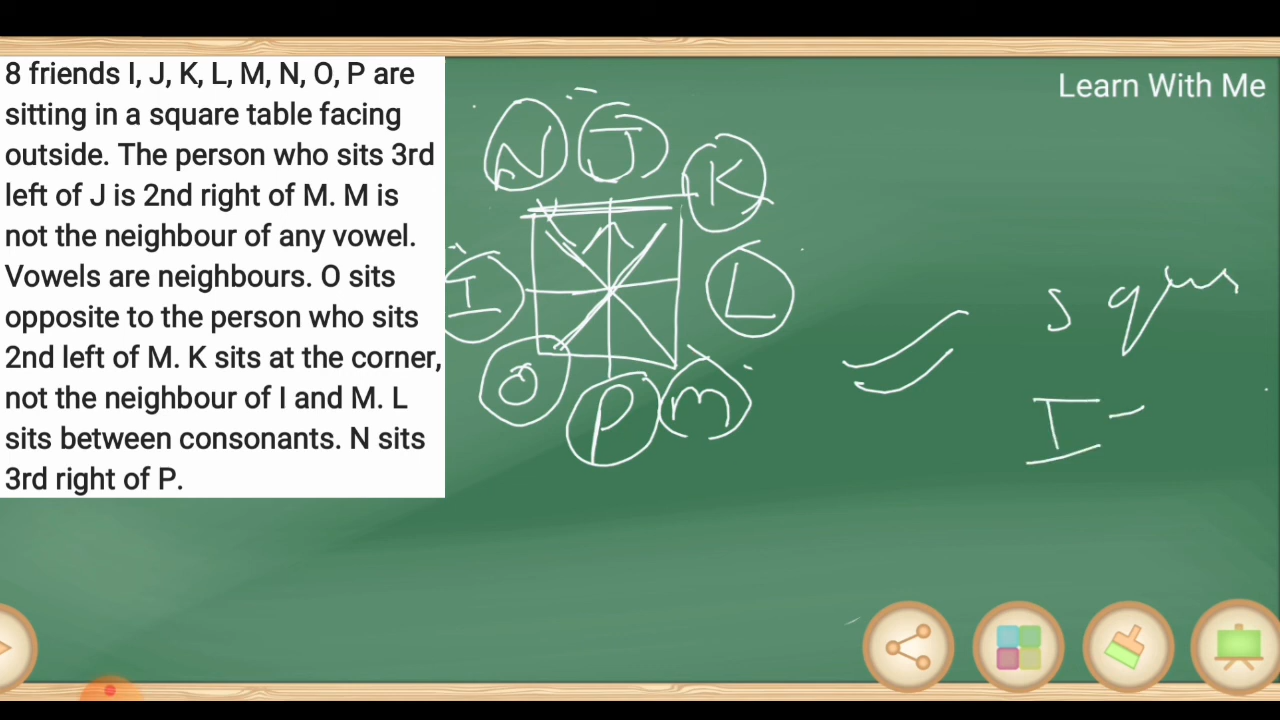 8 friends I, J, K, L, M, N, O, P are
sitting in a square table facing
outside. The person who sits 3rd
left of J is 2nd right of M. M is
not the neighbour of any vowel.
Vowels are neighbours. O sits
opposite to the person who sits
2nd left of M. K sits at the corner,
not the neighbour of I and M. L
sits between consonants. N sits
3rd right of P.
Learn With Me
N J K
I L
O P M
I -